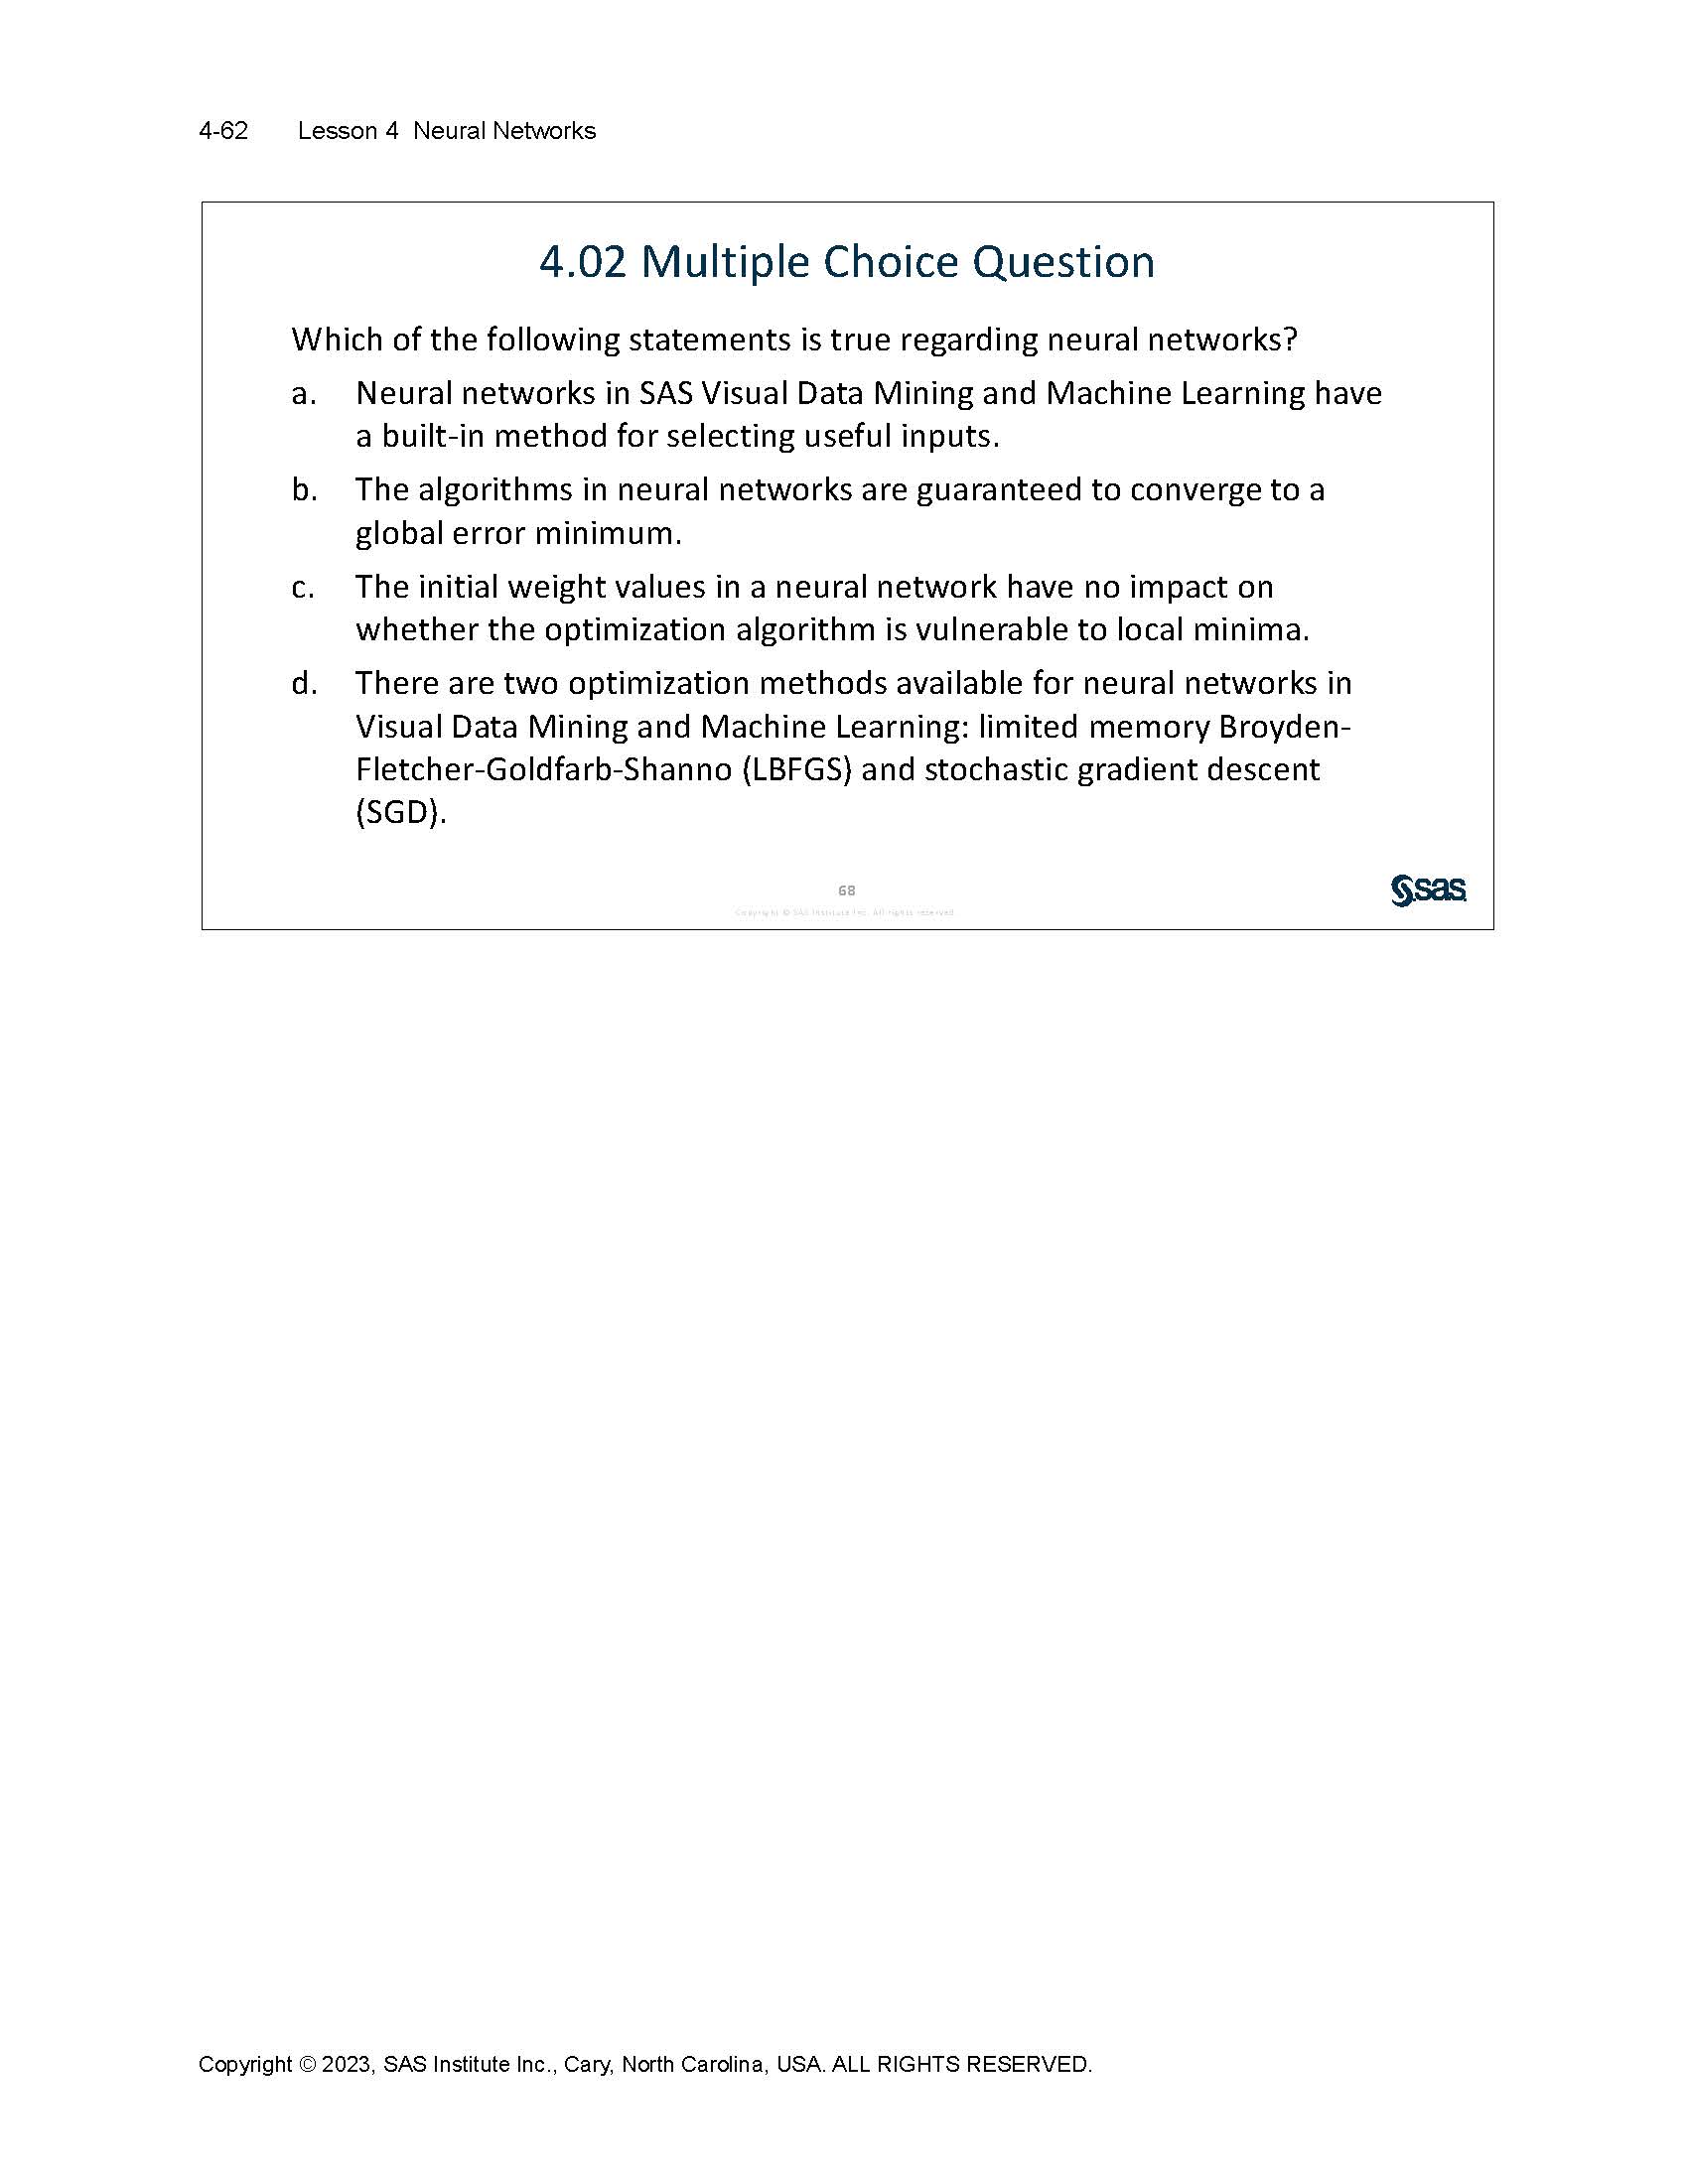 4-62 Lesson 4 Neural Networks
4.02 Multiple Choice Question
Which of the following statements is true regarding neural networks?
a. Neural networks in SAS Visual Data Mining and Machine Learning have
a built-in method for selecting useful inputs.
b. The algorithms in neural networks are guaranteed to converge to a
global error minimum.
c. The initial weight values in a neural network have no impact on
whether the optimization algorithm is vulnerable to local minima.
d. There are two optimization methods available for neural networks in
Visual Data Mining and Machine Learning: limited memory Broyden-
Fletcher-Goldfarb-Shanno (LBFGS) and stochastic gradient descent
(SGD).
68
Copyright © SAS Institute Inc. All rights reserved.
sas
Copyright © 2023, SAS Institute Inc., Cary, North Carolina, USA. ALL RIGHTS RESERVED.